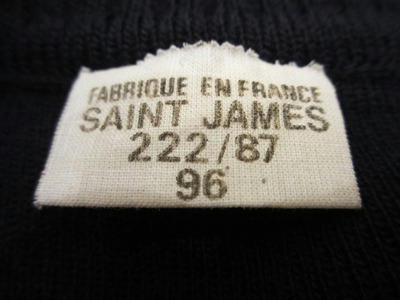 FABRIQUE EN FRANCE
SAINT JAMES
222/87
96